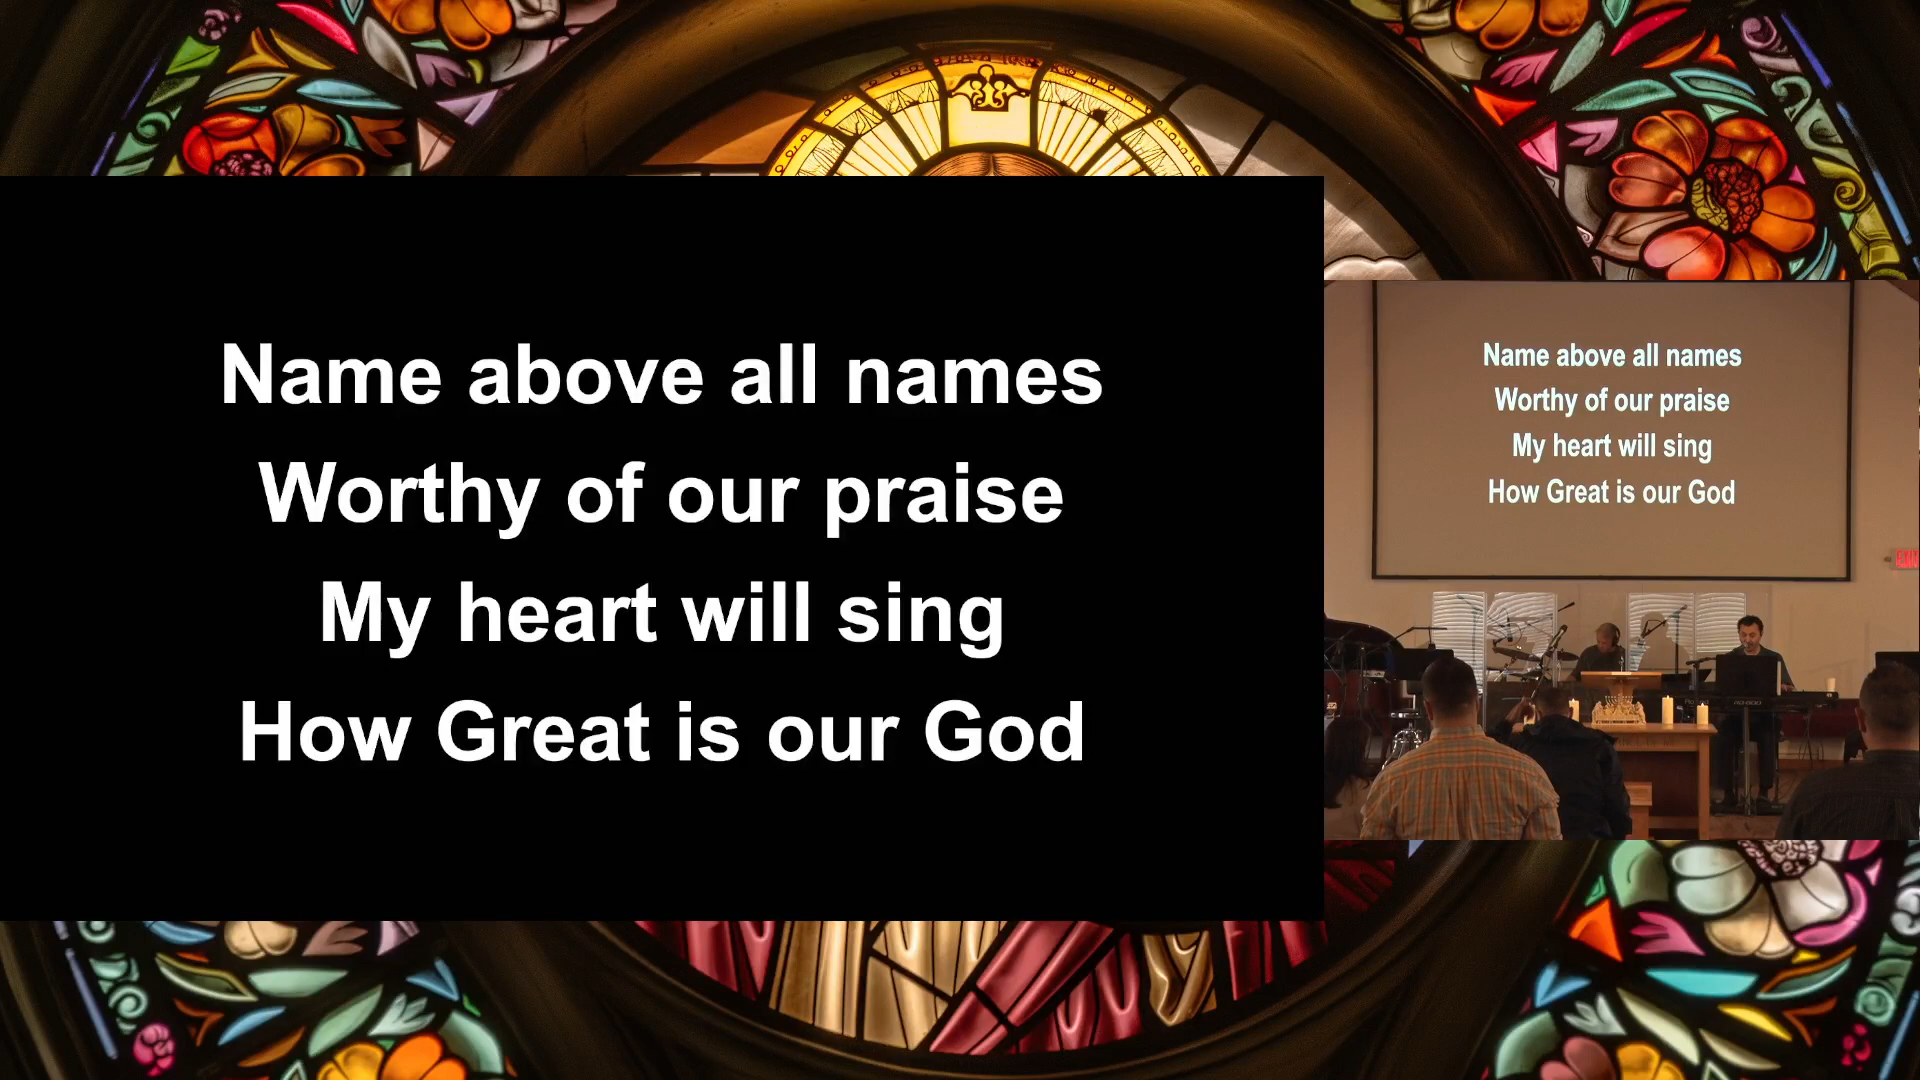 Name above all names
Worthy of our praise
My heart will sing
How Great is our God
Name above all names
Worthy of our praise
My heart will sing
How Great is our God